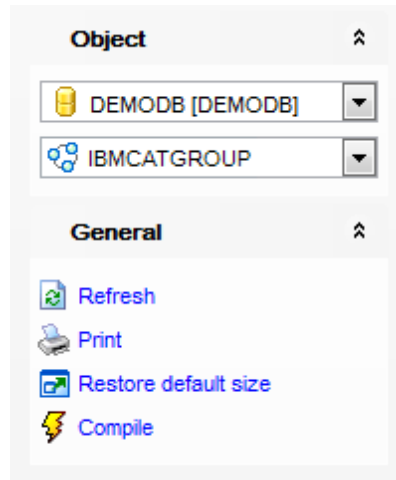 Object
DEMODB [DEMODB]
IBMCATGROUP
General
Refresh
Print
Restore default size
Compile